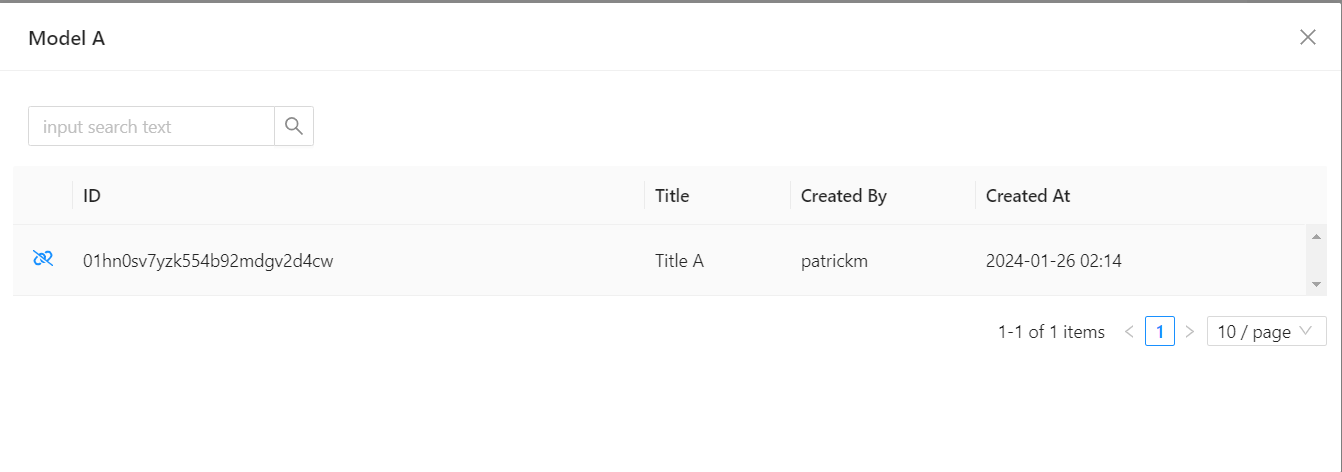 Model A
input search text
ID Title Created By Created At
01hn0sv7yzk554b92mdgv2d4cw Title A patrickm 2024-01-26 02:14
1-1 of 1 items 1 10 / page